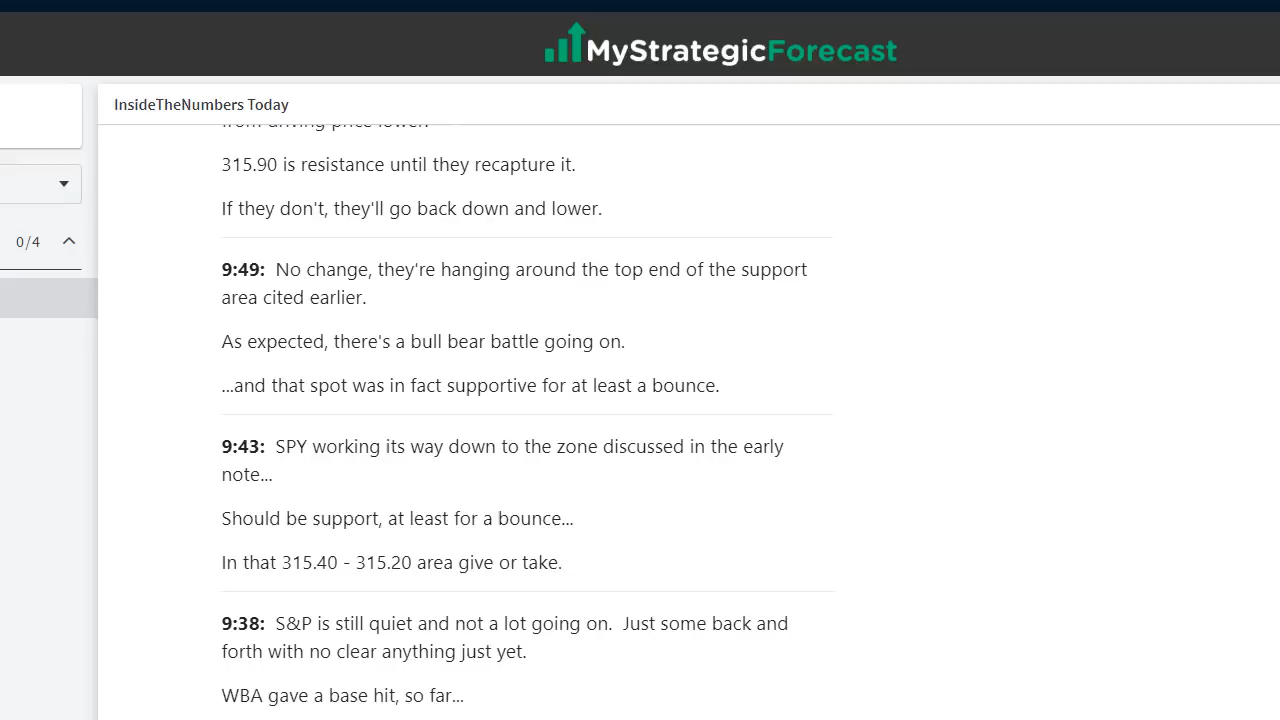 MyStrategicForecast
InsideTheNumbers Today
from driving price lower.
315.90 is resistance until they recapture it.
If they don't, they'll go back down and lower.
0/4
9:49:  No change, they're hanging around the top end of the support
area cited earlier.
As expected, there's a bull bear battle going on.
...and that spot was in fact supportive for at least a bounce.
9:43:  SPY working its way down to the zone discussed in the early
note...
Should be support, at least for a bounce...
In that 315.40 - 315.20 area give or take.
9:38:  S&P is still quiet and not a lot going on.  Just some back and
forth with no clear anything just yet.
WBA gave a base hit, so far...